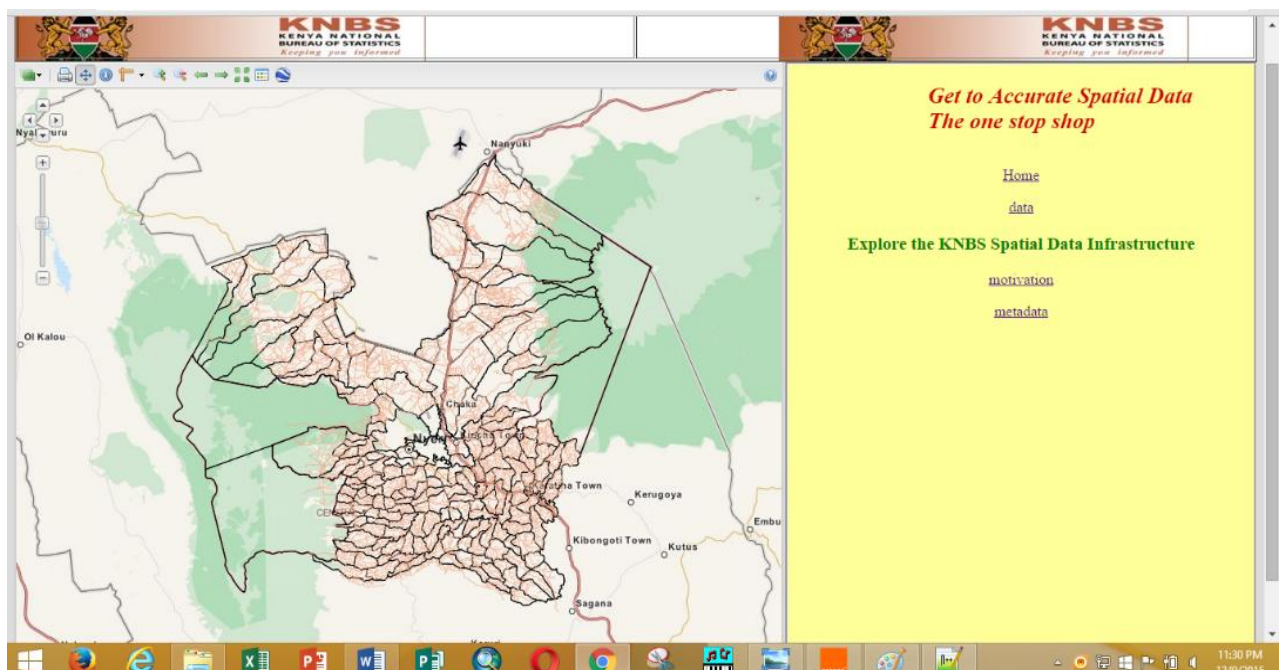 KNBS
KENYA NATIONAL
BUREAU OF STATISTICS
Keeping you informed
KNBS
KENYA NATIONAL
BUREAU OF STATISTICS
Keeping you informed
Get to Accurate Spatial Data
The one stop shop
Home
data
Explore the KNBS Spatial Data Infrastructure
motivation
metadata
Nanyuki
Ol Kalou
Chaka
Kerugoya
Embu
Kibongoti Town
Kutus
Sagana
11:30 PM